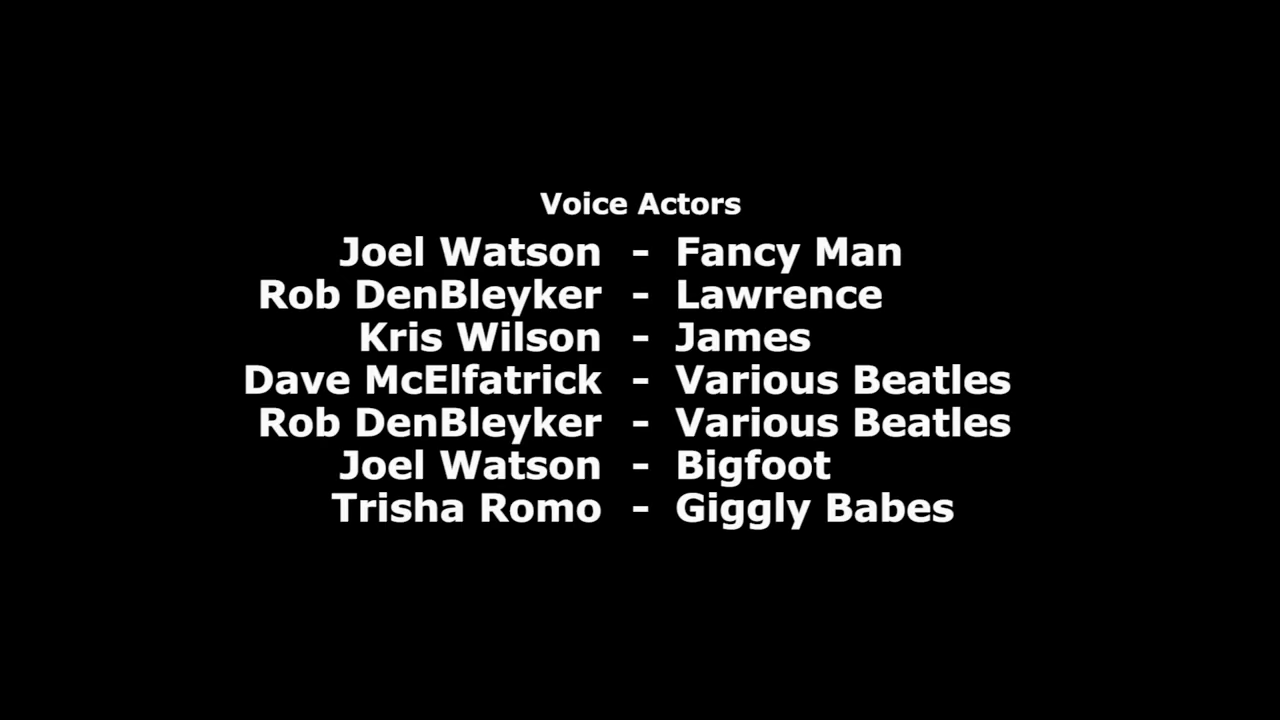 Voice Actors
Joel Watson - Fancy Man
Rob DenBleyker - Lawrence
Kris Wilson - James
Dave McElfatrick - Various Beatles
Rob DenBleyker - Various Beatles
Joel Watson - Bigfoot
Trisha Romo - Giggly Babes